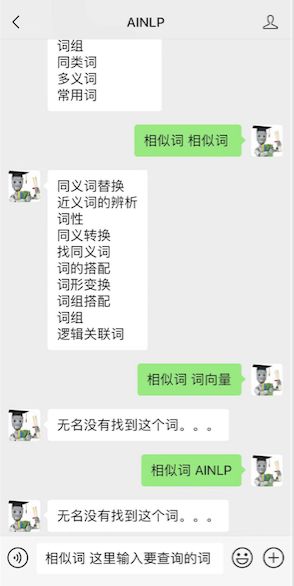 AINLP
词组
同类词
多义词
常用词
相似词 相似词
同义词替换
近义词的辨析
词性
同义转换
找同义词
词的搭配
词形变换
词组搭配
词组
逻辑关联词
相似词 词向量
无名没有找到这个词。。。
相似词 AINLP
无名没有找到这个词。。。
相似词 这里输入要查询的词